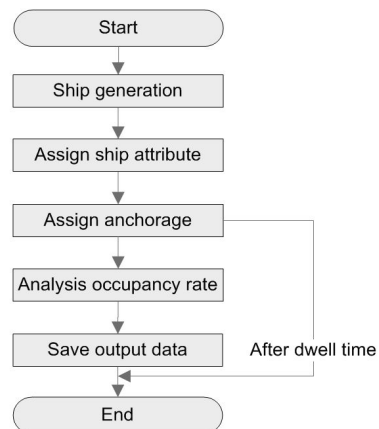 Start
Ship generation
Assign ship attribute
Assign anchorage
Analysis occupancy rate
Save output data
After dwell time
End